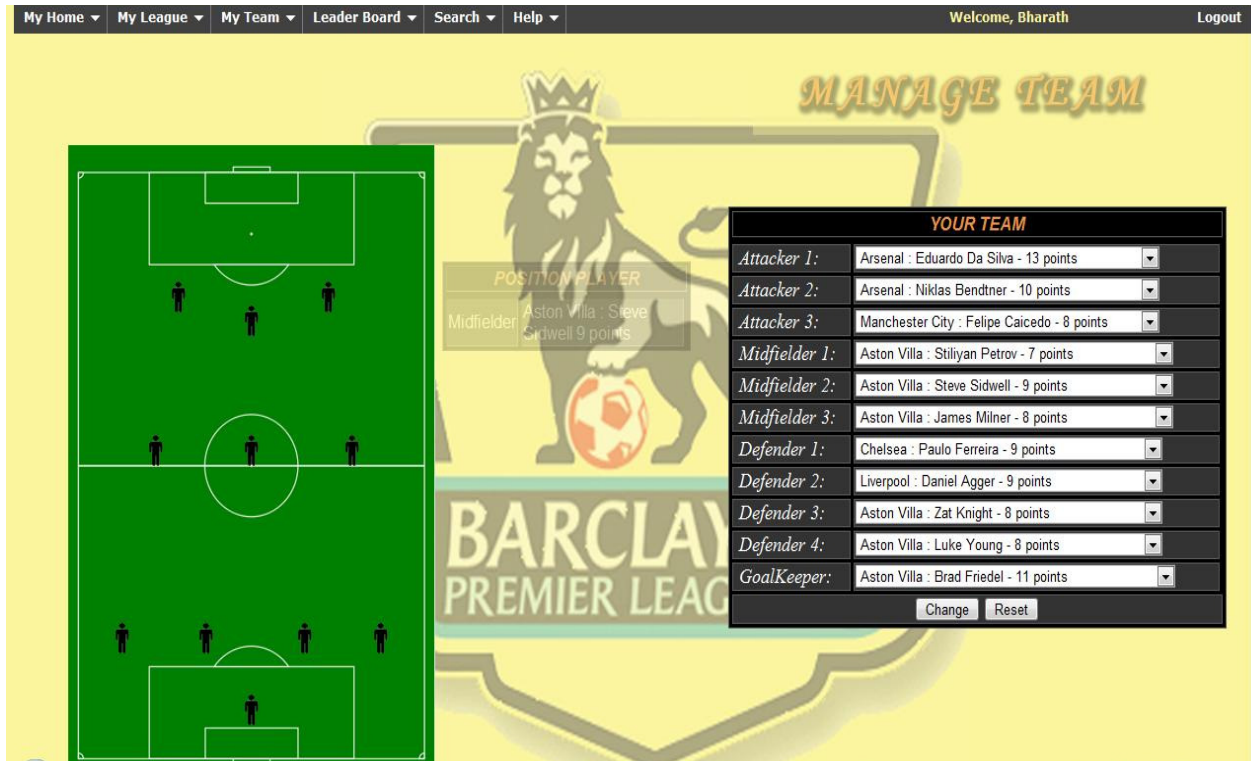 My Home My League My Team Leader Board Search Help Welcome, Bharath Logout
MANAGE TEAM
POSITION PLAYER
Midfielder Aston Villa : Steve
Sidwell 9 points
YOUR TEAM
Attacker 1: Arsenal : Eduardo Da Silva - 13 points
Attacker 2: Arsenal : Niklas Bendtner - 10 points
Attacker 3: Manchester City : Felipe Caicedo - 8 points
Midfielder 1: Aston Villa : Stiliyan Petrov - 7 points
Midfielder 2: Aston Villa : Steve Sidwell - 9 points
Midfielder 3: Aston Villa : James Milner - 8 points
Defender 1: Chelsea : Paulo Ferreira - 9 points
Defender 2: Liverpool : Daniel Agger - 9 points
Defender 3: Aston Villa : Zat Knight - 8 points
Defender 4: Aston Villa : Luke Young - 8 points
GoalKeeper: Aston Villa : Brad Friedel - 11 points
Change Reset
BARCLAY
PREMIER LEAG